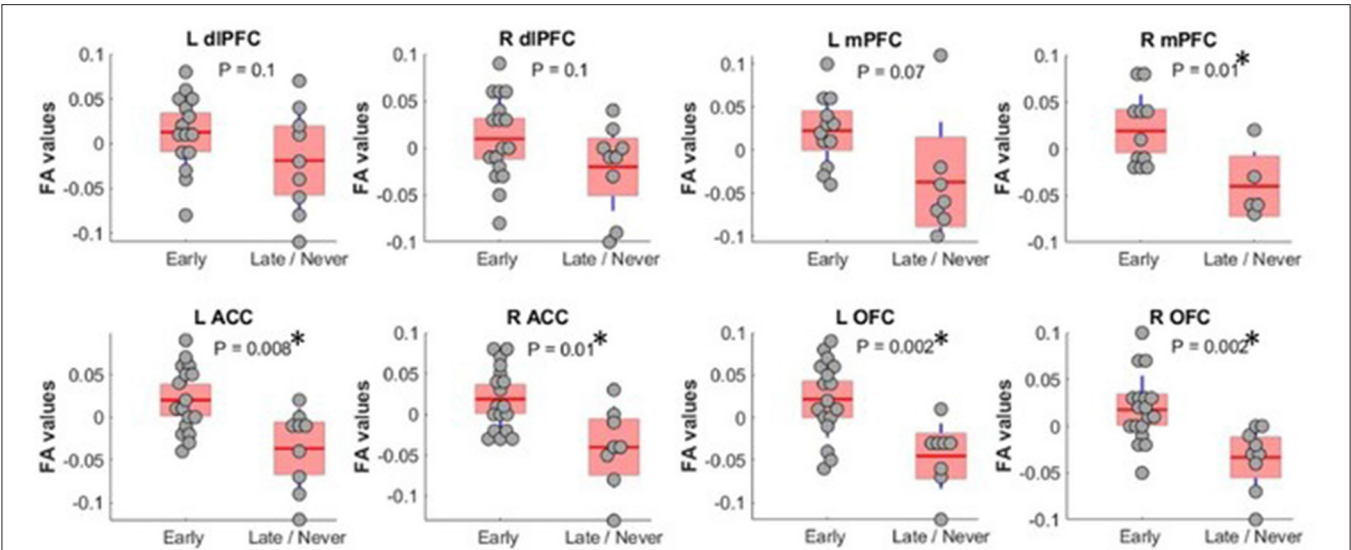 L dlPFC
P = 0.1
FA values
0.1
0.05
0
-0.05
-0.1
Early
Late / Never
R dlPFC
P = 0.1
FA values
0.1
0.05
0
-0.05
-0.1
Early
Late / Never
L mPFC
P = 0.07
FA values
0.1
0.05
0
-0.05
-0.1
Early
Late / Never
R mPFC
P = 0.01*
FA values
0.1
0.05
0
-0.05
-0.1
Early
Late / Never
L ACC
P = 0.008*
FA values
0.05
0
-0.05
-0.1
Early
Late / Never
R ACC
P = 0.01*
FA values
0.1
0.05
0
-0.05
-0.1
Early
Late / Never
L OFC
P = 0.002*
FA values
0.1
0.05
0
-0.05
-0.1
Early
Late / Never
R OFC
P = 0.002*
FA values
0.1
0.05
0
-0.05
-0.1
Early
Late / Never